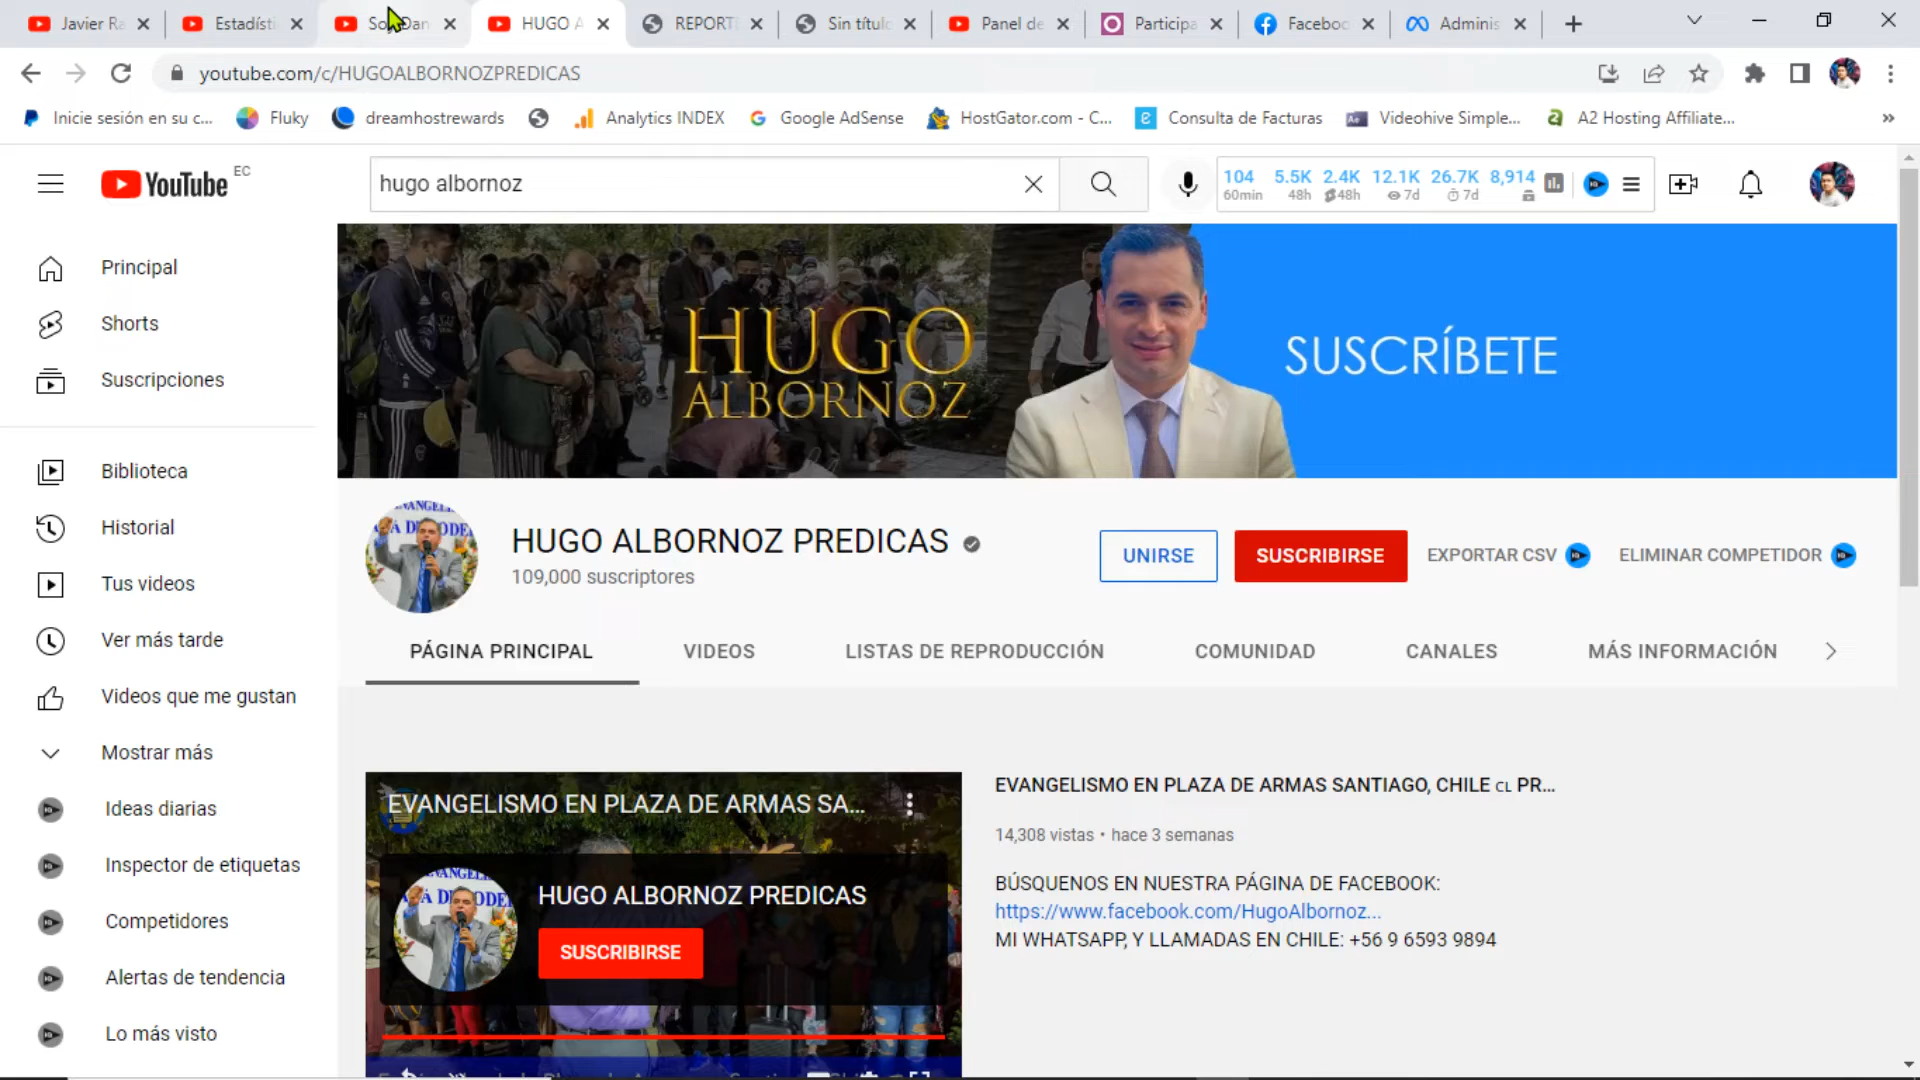 Javier Ra
Estadísti
So Dan
HUGO A
REPORT
Sin título
Panel de
Participa
Faceboo
Adminis
youtube.com/c/HUGOALBORNOZPREDICAS
Inicie sesión en su c...
Fluky
dreamhostrewards
Analytics INDEX
Google AdSense
HostGator.com - C...
Consulta de Facturas
Videohive Simple...
A2 Hosting Affiliate...
YouTube EC
hugo albornoz
104 5.5K 2.4K 12.1K 26.7K 8,914
60min 48h 48h 7d 7d
Principal
Shorts
Suscripciones
Biblioteca
Historial
Tus videos
Ver más tarde
Videos que me gustan
Mostrar más
Ideas diarias
Inspector de etiquetas
Competidores
Alertas de tendencia
Lo más visto
HUGO
ALBORNOZ
SUSCRÍBETE
HUGO ALBORNOZ PREDICAS
109,000 suscriptores
UNIRSE
SUSCRIBIRSE
EXPORTAR CSV
ELIMINAR COMPETIDOR
PÁGINA PRINCIPAL
VIDEOS
LISTAS DE REPRODUCCIÓN
COMUNIDAD
CANALES
MÁS INFORMACIÓN
EVANGELISMO EN PLAZA DE ARMAS SA...
HUGO ALBORNOZ PREDICAS
SUSCRIBIRSE
EVANGELISMO EN PLAZA DE ARMAS SANTIAGO, CHILE CL PR...
14,308 vistas • hace 3 semanas
BÚSQUENOS EN NUESTRA PÁGINA DE FACEBOOK:
https://www.facebook.com/HugoAlbornoz...
MI WHATSAPP, Y LLAMADAS EN CHILE: +56 9 6593 9894